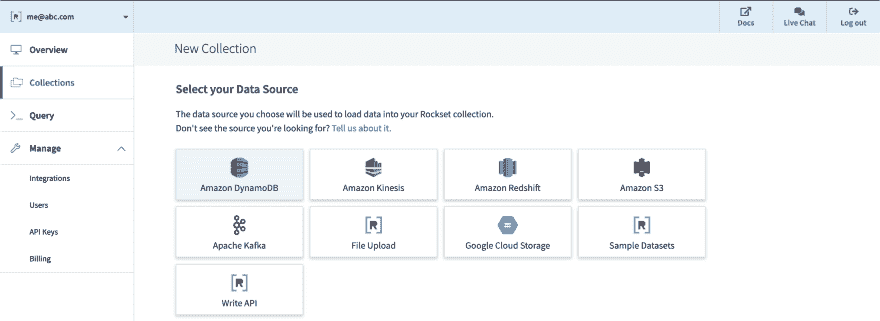 [R] me@abc.com
Docs
Live Chat
Log out
Overview
Collections
Query
Manage
Integrations
Users
API Keys
Billing
New Collection
Select your Data Source
The data source you choose will be used to load data into your Rockset collection.
Don't see the source you're looking for? Tell us about it.
Amazon DynamoDB
Amazon Kinesis
Amazon Redshift
Amazon S3
Apache Kafka
[R]
File Upload
Google Cloud Storage
[R]
Sample Datasets
[R]
Write API